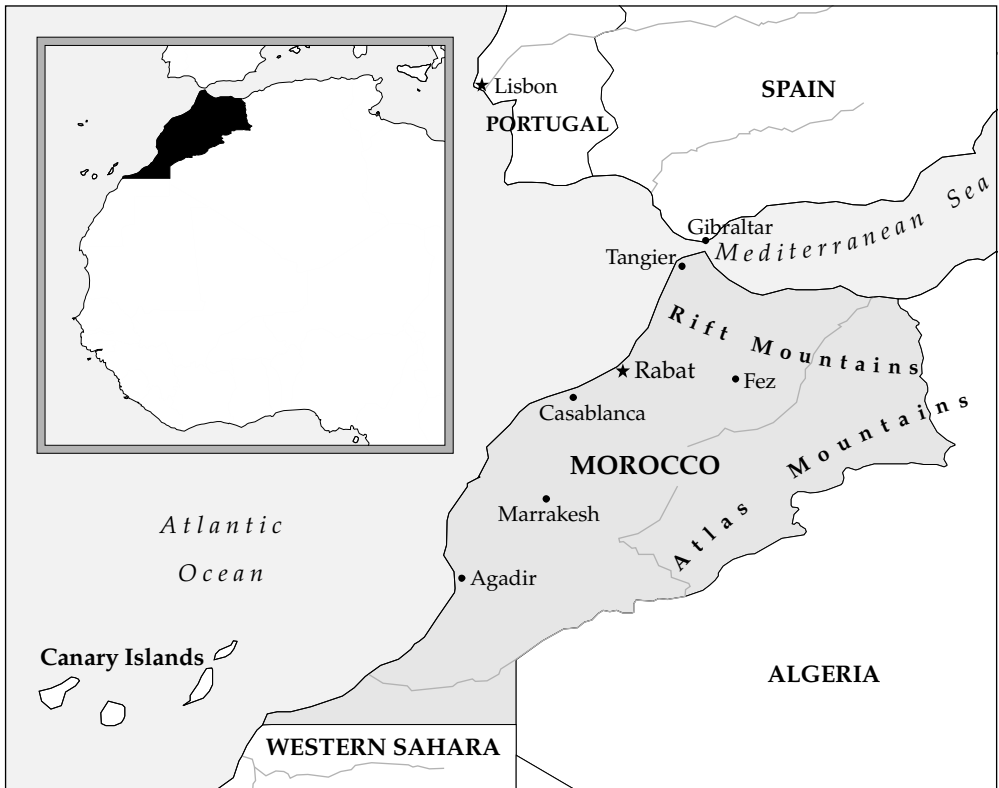 Lisbon
SPAIN
PORTUGAL
Gibraltar
Mediterranean Sea
Tangier
Rift Mountains
Rabat
Fez
Casablanca
Atlas Mountains
MOROCCO
Marrakesh
Atlantic
Ocean
Agadir
Canary Islands
ALGERIA
WESTERN SAHARA